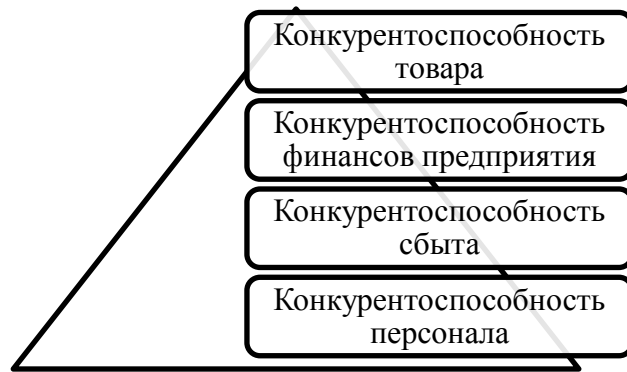 Конкурентоспособность
товара
Конкурентоспособность
финансов предприятия
Конкурентоспособность
сбыта
Конкурентоспособность
персонала